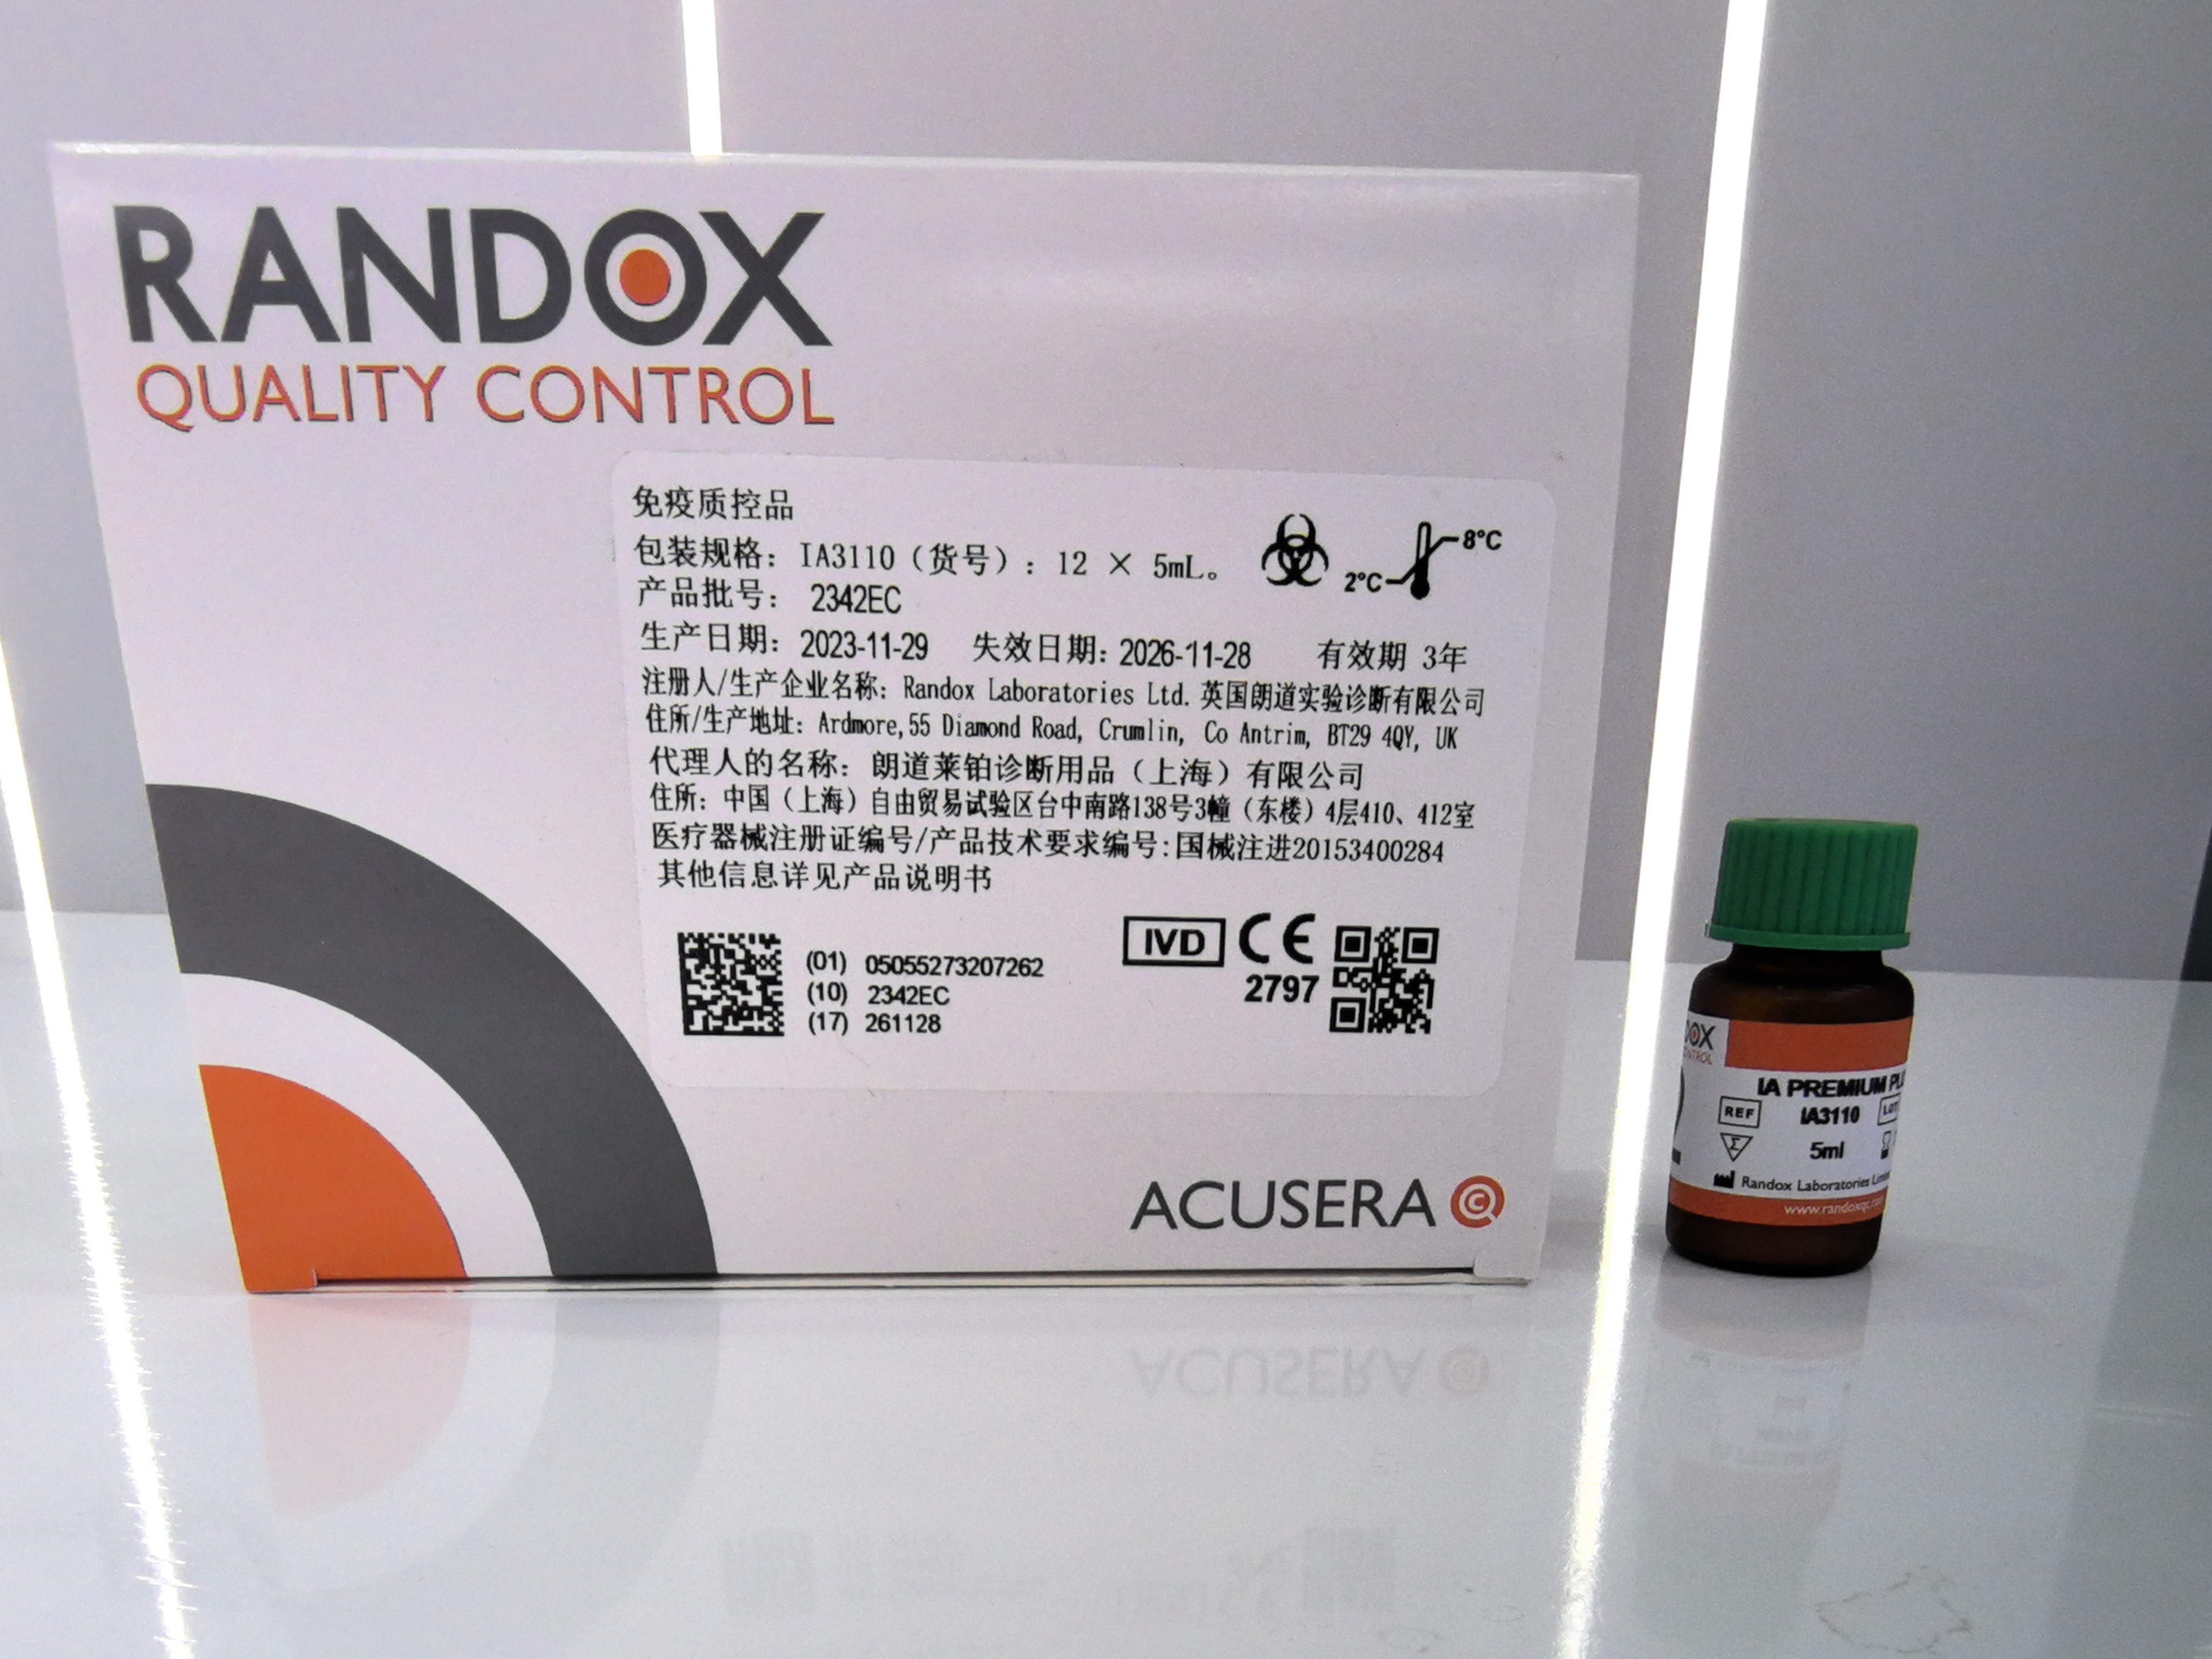 RANDOX
QUALITY CONTROL
免疫质控品
包装规格：IA3110（货号）：12 × 5mL。
8°C
2°C
产品批号： 2342EC
生产日期：2023-11-29 失效日期：2026-11-28 有效期 3年
注册人/生产企业名称：Randox Laboratories Ltd. 英国朗道实验诊断有限公司
住所/生产地址：Ardmore,55 Diamond Road, Crumlin, Co Antrim, BT29 4QY, UK
代理人的名称：朗道莱铂诊断用品（上海）有限公司
住所：中国（上海）自由贸易试验区台中南路138号3幢（东楼）4层410、412室
医疗器械注册证编号/产品技术要求编号:国械注进20153400284
其他信息详见产品说明书
(01) 05055273207262
(10) 2342EC
(17) 261128
IVD CE
2797
ACUSERA
IA PREMIUM
REF IA3110 LOT
5ml
Randox Laboratories